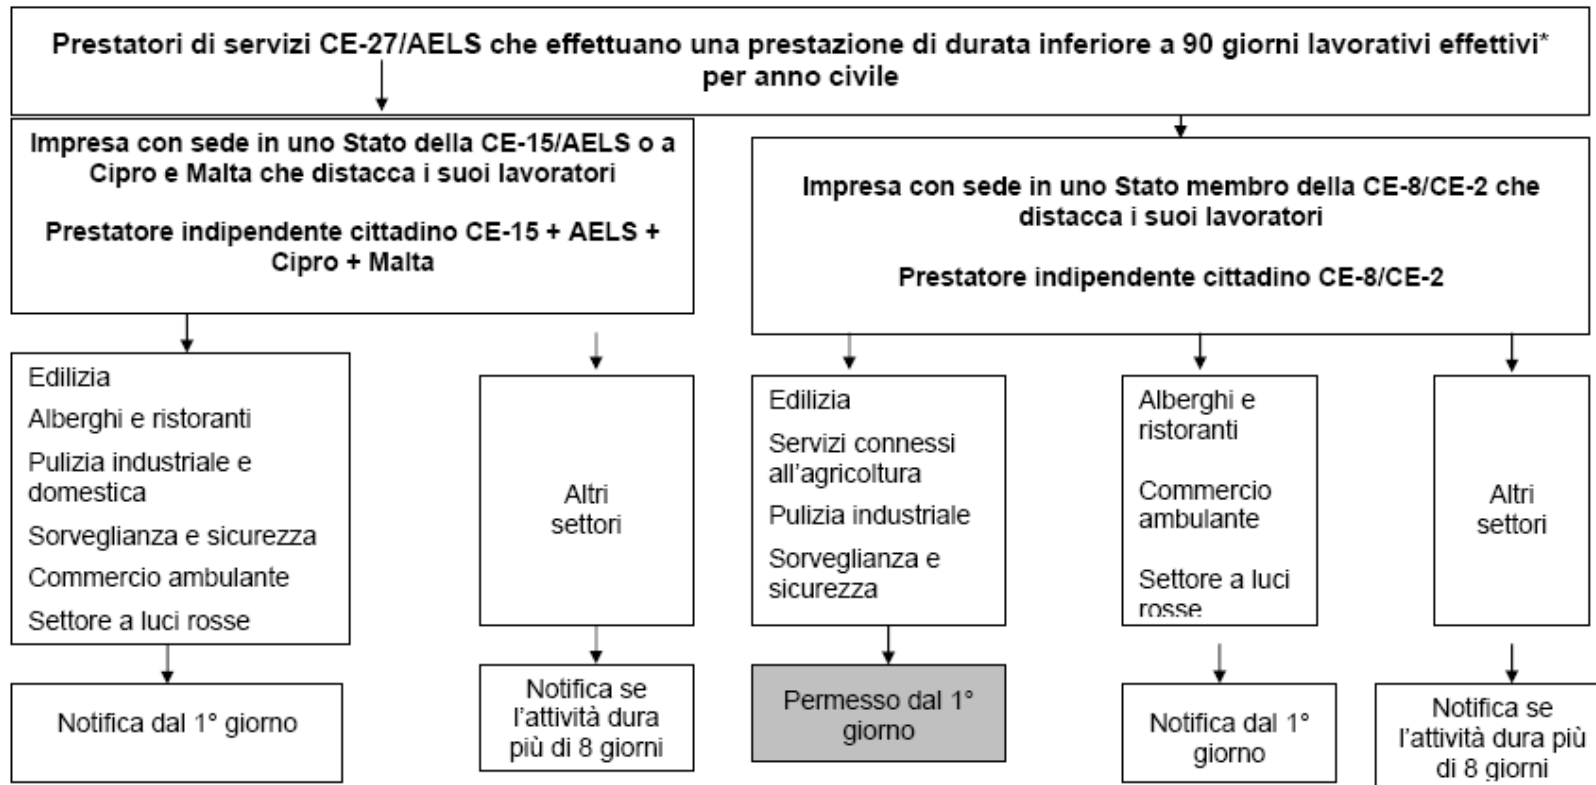 Prestatori di servizi CE-27/AELS che effettuano una prestazione di durata inferiore a 90 giorni lavorativi effettivi*
per anno civile
Impresa con sede in uno Stato della CE-15/AELS o a
Cipro e Malta che distacca i suoi lavoratori
Prestatore indipendente cittadino CE-15 + AELS +
Cipro + Malta
Impresa con sede in uno Stato membro della CE-8/CE-2 che
distacca i suoi lavoratori
Prestatore indipendente cittadino CE-8/CE-2
Edilizia
Alberghi e ristoranti
Pulizia industriale e
domestica
Sorveglianza e sicurezza
Commercio ambulante
Settore a luci rosse
Altri
settori
Edilizia
Servizi connessi
all'agricoltura
Pulizia industriale
Sorveglianza e
sicurezza
Alberghi e
ristoranti
Commercio
ambulante
Settore a luci
rosse
Altri
settori
Notifica dal 1° giorno
Notifica se
l'attività dura
più di 8 giorni
Permesso dal 1°
giorno
Notifica dal 1°
giorno
Notifica se
l'attività dura più
di 8 giorni